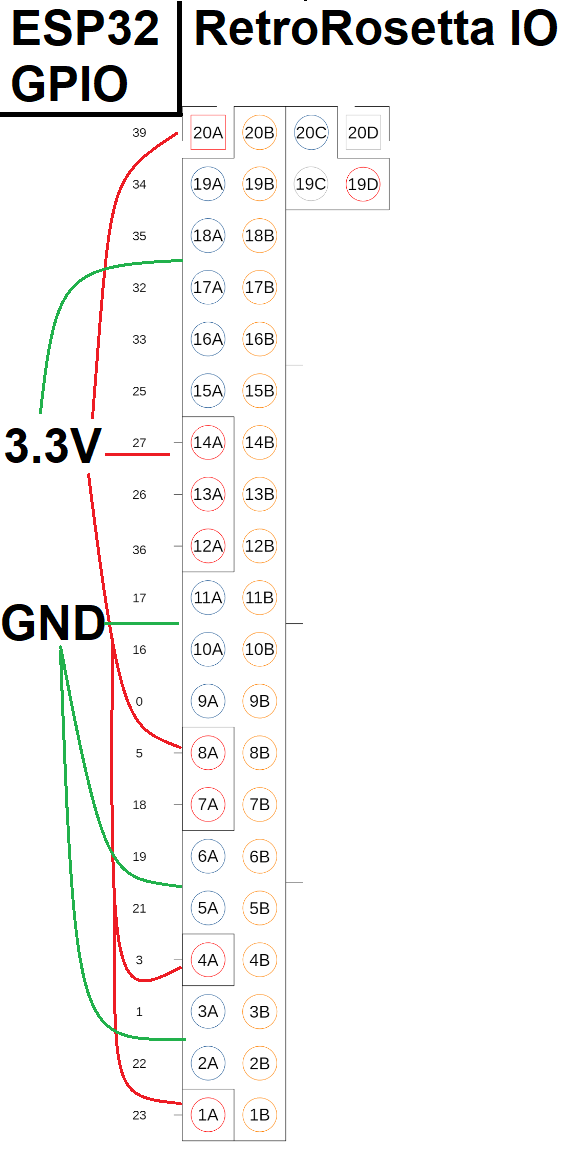 ESP32 RetroRosetta IO
GPIO
39 20A 20B 20C 20D
34 19A 19B 19C 19D
35 18A 18B
32 17A 17B
33 16A 16B
25 15A 15B
3.3V 27 14A 14B
26 13A 13B
36 12A 12B
17 11A 11B
GND
16 10A 10B
0 9A 9B
5 8A 8B
18 7A 7B
19 6A 6B
21 5A 5B
3 4A 4B
1 3A 3B
22 2A 2B
23 1A 1B